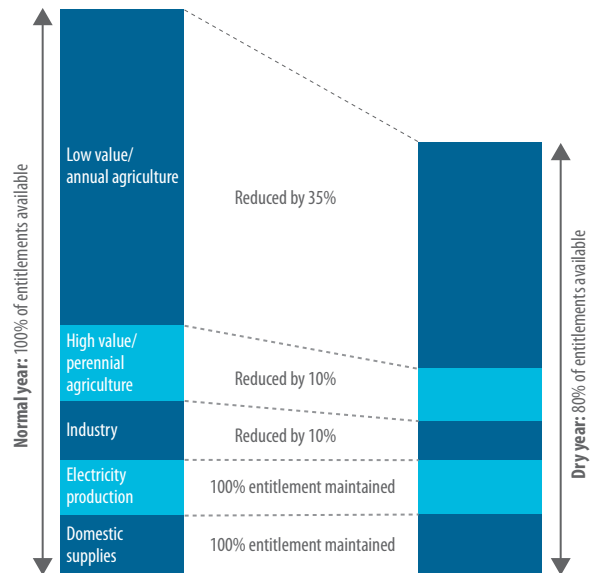 Normal year: 100% of entitlements available
Low value/
annual agriculture
Reduced by 35%
High value/
perennial
agriculture
Reduced by 10%
Industry
Reduced by 10%
Electricity
production
100% entitlement maintained
Domestic
supplies
100% entitlement maintained
Dry year: 80% of entitlements available